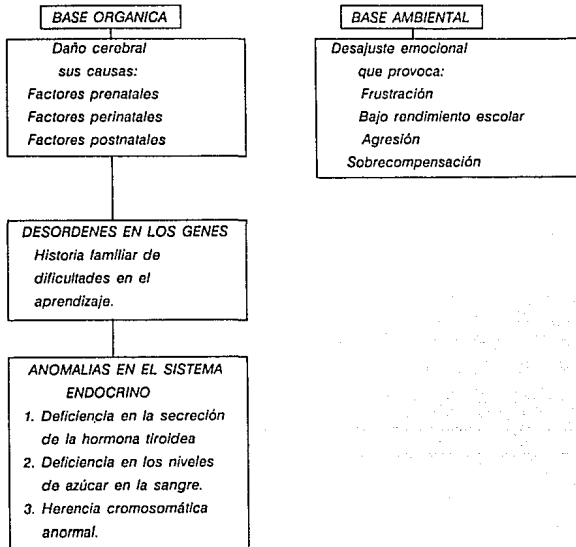 BASE ORGANICA
Daño cerebral
sus causas:
Factores prenatales
Factores perinatales
Factores postnatales
DESORDENES EN LOS GENES
Historia familiar de
dificultades en el
aprendizaje.
ANOMALIAS EN EL SISTEMA
ENDOCRINO
1. Deficiencia en la secreción
de la hormona tiroidea
2. Deficiencia en los niveles
de azúcar en la sangre.
3. Herencia cromosomática
anormal.
BASE AMBIENTAL
Desajuste emocional
que provoca:
Frustración
Bajo rendimiento escolar
Agresión
Sobrecompensación